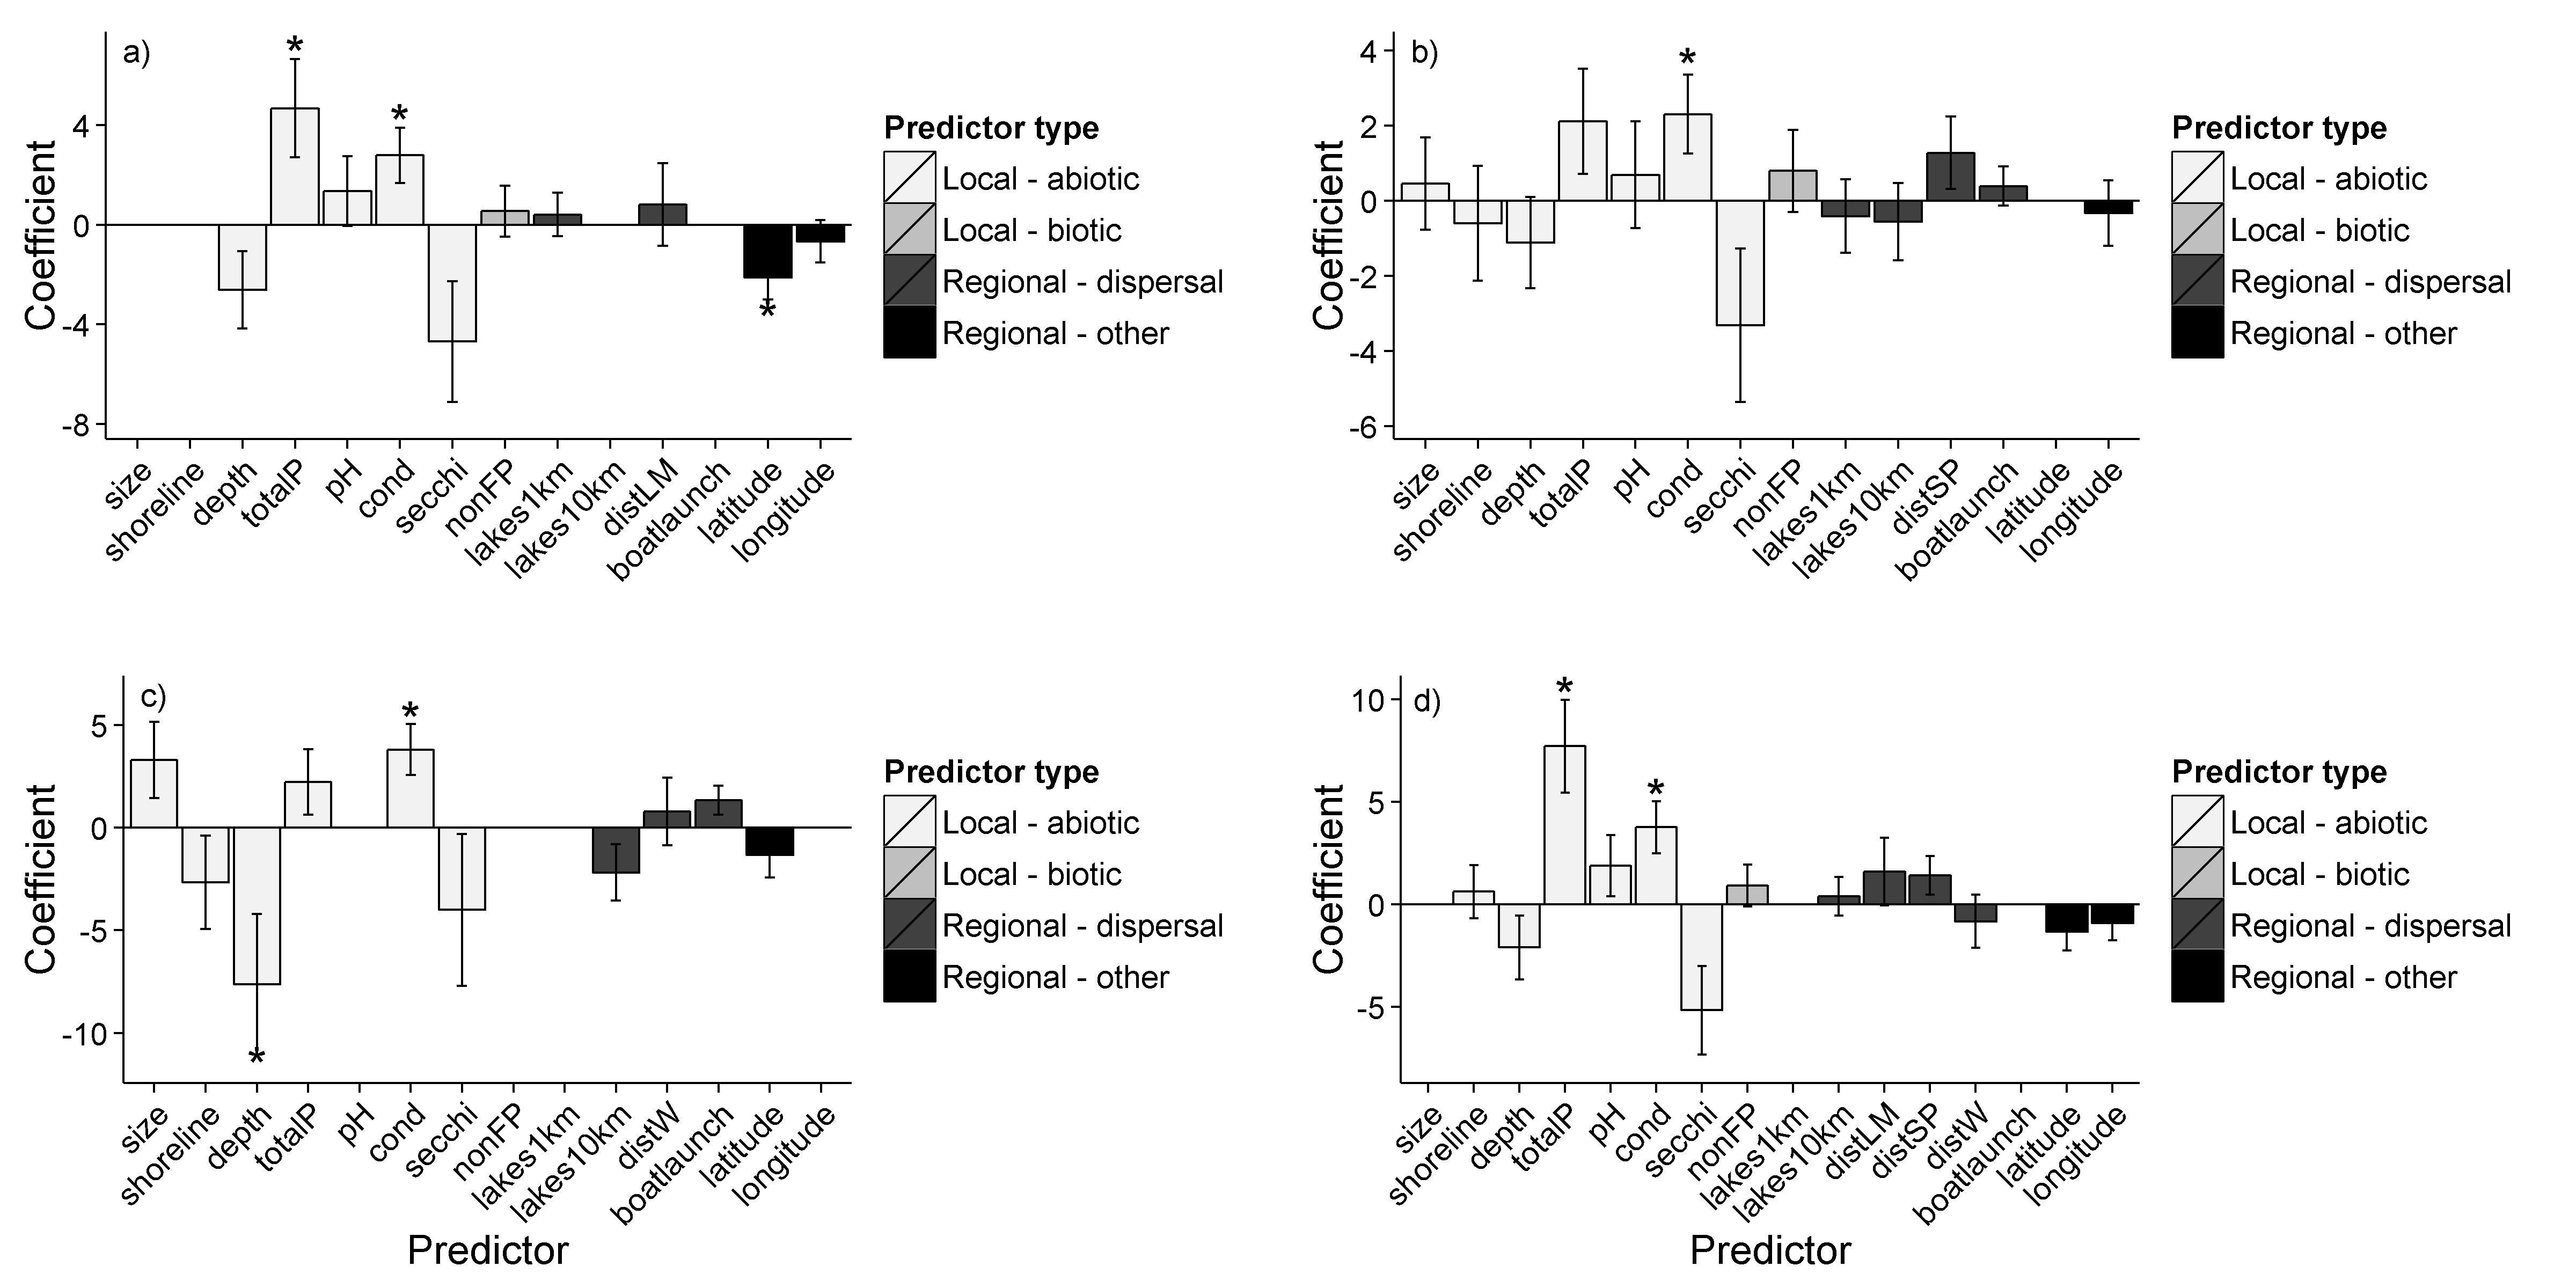 a)
*
*
*
4
0
-4
-8
Coefficient
size
shoreline
depth
totalP
pH
cond
secchi
nonFP
lakes1km
lakes10km
distLM
boatlaunch
latitude
longitude
Predictor type
Local - abiotic
Local - biotic
Regional - dispersal
Regional - other
b)
*
4
2
0
-2
-4
-6
Coefficient
size
shoreline
depth
totalP
pH
cond
secchi
nonFP
lakes1km
lakes10km
distSP
boatlaunch
latitude
longitude
Predictor type
Local - abiotic
Local - biotic
Regional - dispersal
Regional - other
c)
*
*
5
0
-5
-10
Coefficient
size
shoreline
depth
totalP
pH
cond
secchi
nonFP
lakes1km
lakes10km
distW
boatlaunch
latitude
longitude
Predictor
Predictor type
Local - abiotic
Local - biotic
Regional - dispersal
Regional - other
d)
*
*
10
5
0
-5
Coefficient
size
shoreline
depth
totalP
pH
cond
secchi
nonFP
lakes1km
lakes10km
distLM
distSP
distW
boatlaunch
latitude
longitude
Predictor
Predictor type
Local - abiotic
Local - biotic
Regional - dispersal
Regional - other